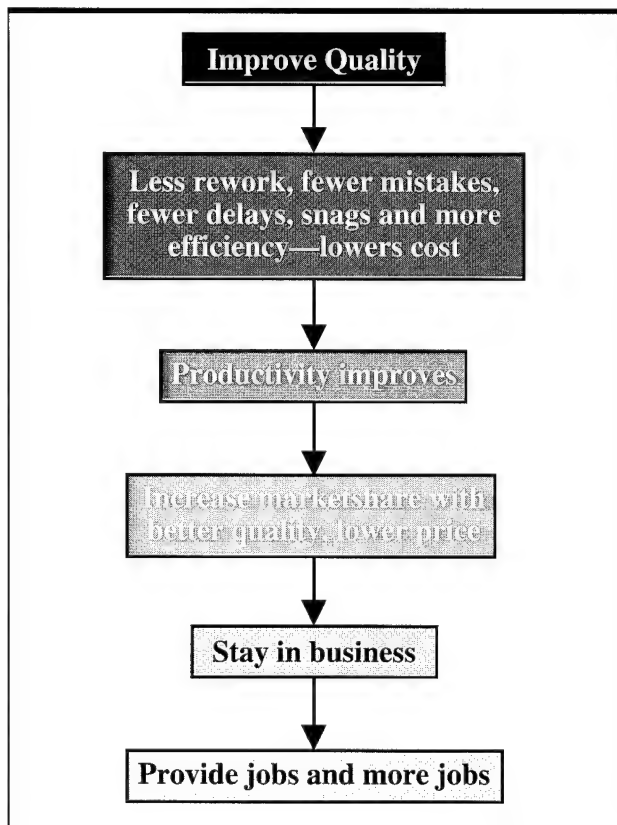 Improve Quality
Less rework, fewer mistakes,
fewer delays, snags and more
efficiency—lowers cost
Productivity improves
Increase marketshare with
better quality, lower price
Stay in business
Provide jobs and more jobs